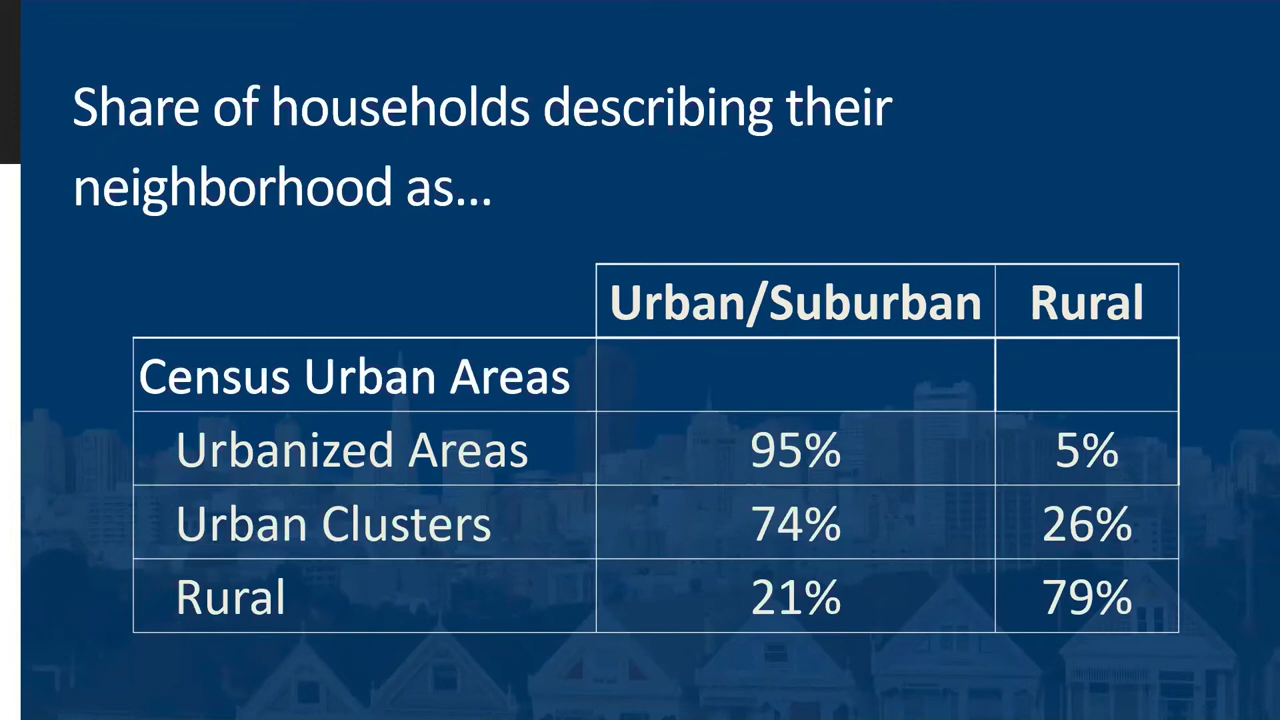 Share of households describing their
neighborhood as...
Urban/Suburban Rural
Census Urban Areas
Urbanized Areas 95% 5%
Urban Clusters 74% 26%
Rural 21% 79%